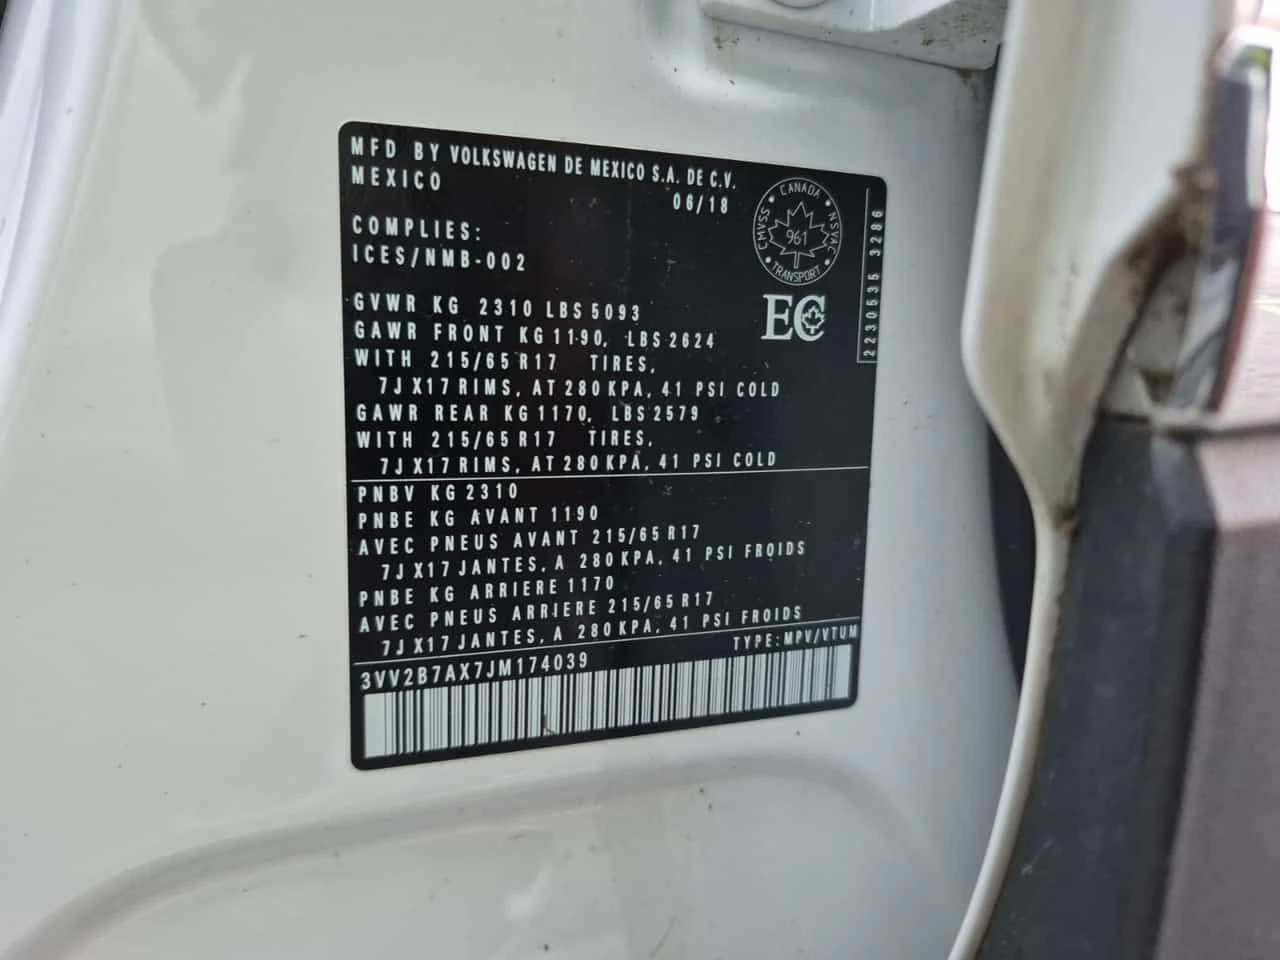 MFD BY VOLKSWAGEN DE MEXICO S.A. DE C.V.
MEXICO
06/18
COMPLIES:
ICES/NMB-002
CANADA
CMVSS
961
NSVAC
TRANSPORT
EC
2230535 3286
GVWR KG 2310 LBS 5093
GAWR FRONT KG 1190, LBS 2624
WITH 215/65 R17 TIRES,
7J X17 RIMS, AT 280 KPA, 41 PSI COLD
GAWR REAR KG 1170, LBS 2579
WITH 215/65 R17 TIRES,
7J X17 RIMS, AT 280 KPA, 41 PSI COLD
PNBV KG 2310
PNBE KG AVANT 1190
AVEC PNEUS AVANT 215/65 R17
7J X17 JANTES, A 280 KPA, 41 PSI FROIDS
PNBE KG ARRIERE 1170
AVEC PNEUS ARRIERE 215/65 R17
7J X17 JANTES, A 280 KPA, 41 PSI FROIDS
TYPE: MPV/VTUM
3VV2B7AX7JM174039